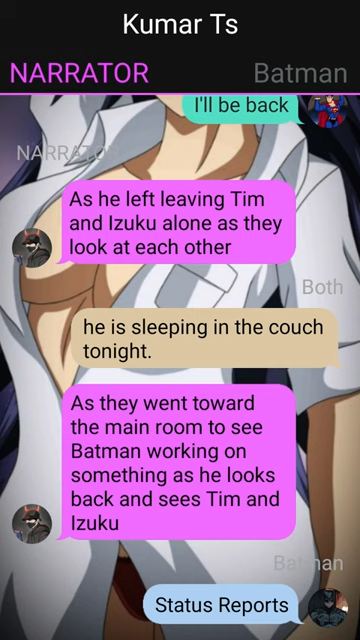 Kumar Ts
NARRATOR
Batman
I'll be back
NARRATOR
As he left leaving Tim
and Izuku alone as they
look at each other
Both
he is sleeping in the couch
tonight.
As they went toward
the main room to see
Batman working on
something as he looks
back and sees Tim and
Izuku
Batman
Status Reports